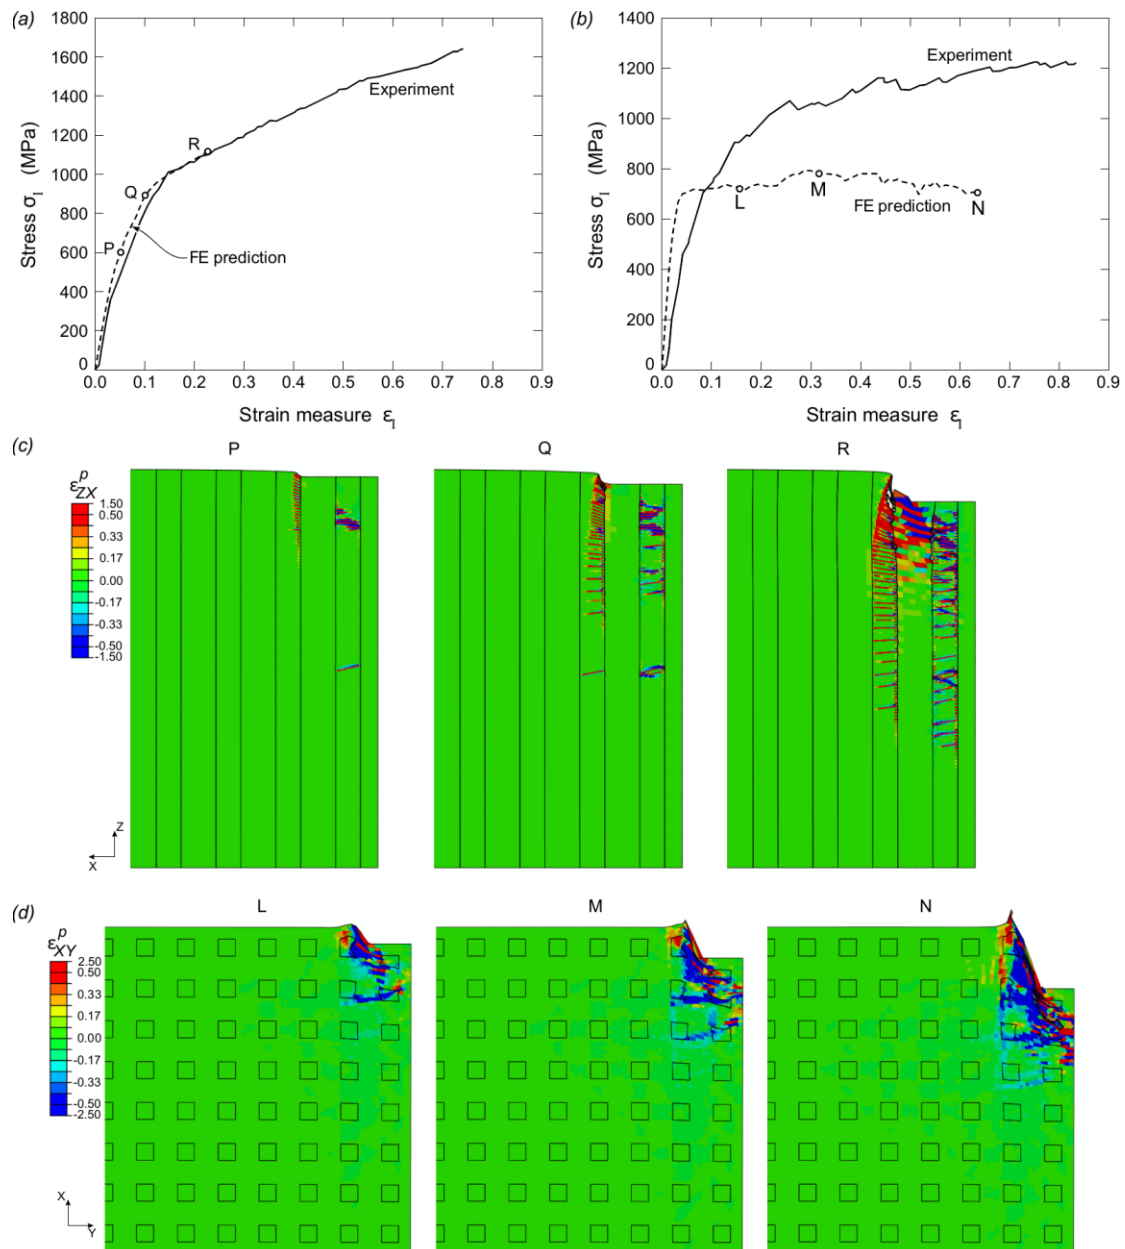 (a)
1800
1600
1400
1200
1000
800
600
400
200
0
0.0 0.1 0.2 0.3 0.4 0.5 0.6 0.7 0.8 0.9
Stress σI (MPa)
Strain measure εI
Experiment
R
Q
P
FE prediction
(b)
1400
1200
1000
800
600
400
200
0
0.0 0.1 0.2 0.3 0.4 0.5 0.6 0.7 0.8 0.9
Stress σI (MPa)
Strain measure εI
Experiment
L
M
N
FE prediction
(c)
P Q R
ε^p_ZX
1.50
0.50
0.33
0.17
0.00
-0.17
-0.33
-0.50
-1.50
Z
X
(d)
L M N
ε^p_XY
2.50
0.50
0.33
0.17
0.00
-0.17
-0.33
-0.50
-2.50
X
Y